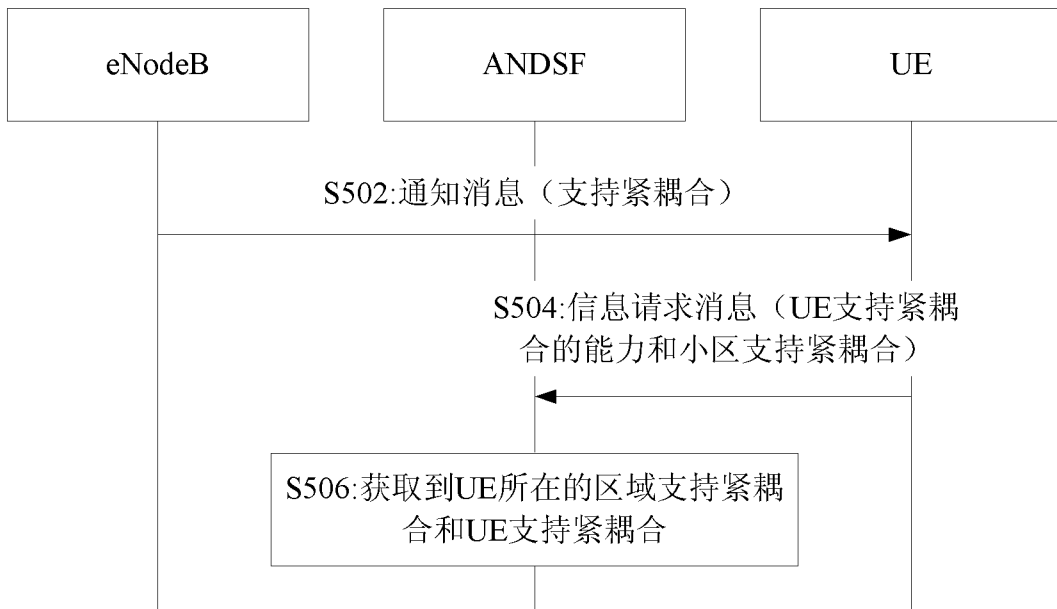 eNodeB
ANDSF
UE
S502:通知消息（支持紧耦合）
S504:信息请求消息（UE支持紧耦
合的能力和小区支持紧耦合）
S506:获取到UE所在的区域支持紧耦
合和UE支持紧耦合